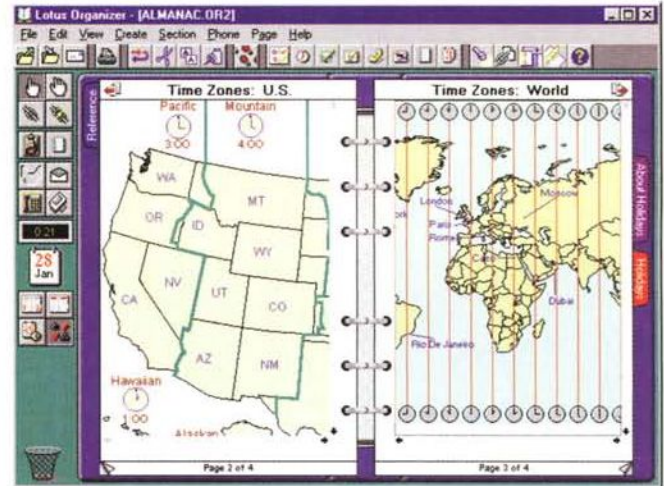 Lotus Organizer - [ALMANAC.OR2]
File Edit View Create Section Phone Page Help
Reference
Time Zones: U.S.
Pacific
Mountain
3:00
4:00
WA
MT
OR
ID
WY
NV
UT
CO
CA
AZ
NM
Hawaiian
1:00
Alaskan
Page 2 of 4
Time Zones: World
London
Moscow
ork
Paris
Rome
Cairo
Dubai
Rio De Janeiro
Page 3 of 4
About Holidays
Holidays
0:21
28
Jan